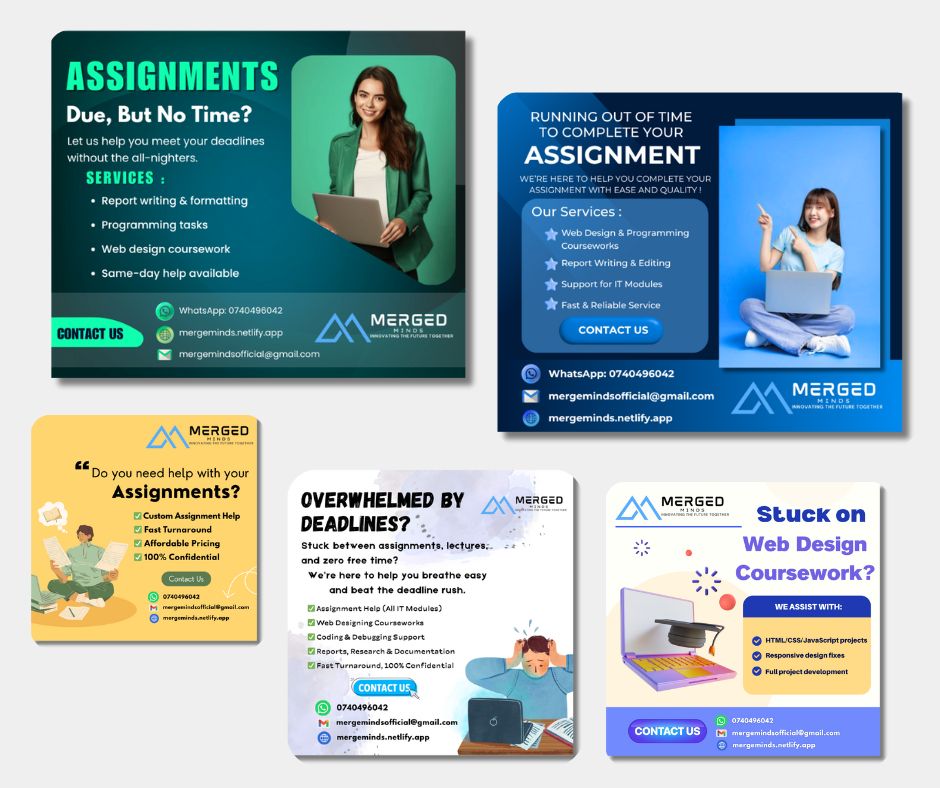 ASSIGNMENTS
Due, But No Time?
Let us help you meet your deadlines
without the all-nighters.
SERVICES :
• Report writing & formatting
• Programming tasks
• Web design coursework
• Same-day help available
CONTACT US
WhatsApp: 0740496042
mergeminds.netlify.app
mergemindsofficial@gmail.com
MERGED
MINDS
INNOVATING THE FUTURE TOGETHER
RUNNING OUT OF TIME
TO COMPLETE YOUR
ASSIGNMENT
WE'RE HERE TO HELP YOU COMPLETE YOUR
ASSIGNMENT WITH EASE AND QUALITY !
Our Services :
Web Design & Programming
Courseworks
Report Writing & Editing
Support for IT Modules
Fast & Reliable Service
CONTACT US
WhatsApp: 0740496042
mergemindsofficial@gmail.com
mergeminds.netlify.app
MERGED
MINDS
INNOVATING THE FUTURE TOGETHER
MERGED
MINDS
INNOVATING THE FUTURE TOGETHER
“Do you need help with your
Assignments?
Custom Assignment Help
Fast Turnaround
Affordable Pricing
100% Confidential
Contact Us
0740496042
mergemindsofficial@gmail.com
mergeminds.netlify.app
OVERWHELMED BY
DEADLINES?
MERGED
MINDS
INNOVATING THE FUTURE TOGETHER
Stuck between assignments, lectures,
and zero free time?
We're here to help you breathe easy
and beat the deadline rush.
Assignment Help (All IT Modules)
Web Designing Courseworks
Coding & Debugging Support
Reports, Research & Documentation
Fast Turnaround, 100% Confidential
CONTACT US
0740496042
mergemindsofficial@gmail.com
mergeminds.netlify.app
MERGED
MINDS
INNOVATING THE FUTURE TOGETHER
Stuck on
Web Design
Coursework?
WE ASSIST WITH:
HTML/CSS/JavaScript projects
Responsive design fixes
Full project development
CONTACT US
0740496042
mergemindsofficial@gmail.com
mergeminds.netlify.app